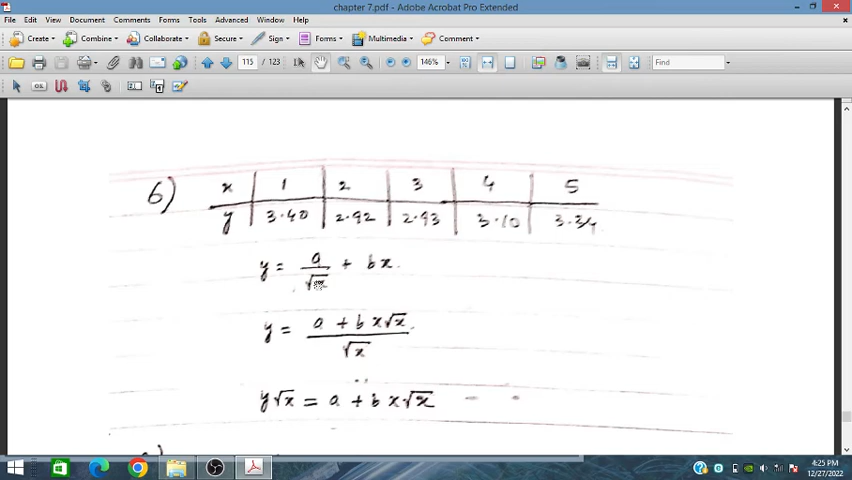 chapter 7.pdf - Adobe Acrobat Pro Extended
File Edit View Document Comments Forms Tools Advanced Window Help
Create Combine Collaborate Secure Sign Forms Multimedia Comment
115 / 123 146% Find
6) x 1 2 3 4 5
y 3.40 2.92 2.93 3.10 3.34
y = a/√x + bx.
y = (a + b x√x)/√x
y√x = a + b x√x
4:25 PM
12/27/2022